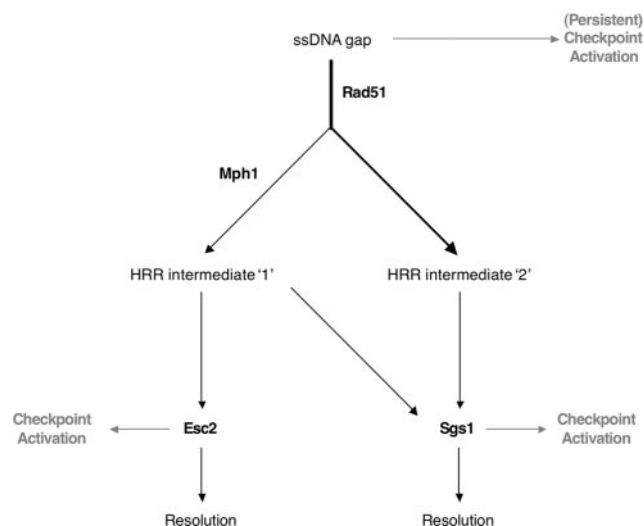 (Persistent)
ssDNA gap
Checkpoint
Activation
Rad51
Mph1
HRR intermediate '1'
HRR intermediate '2'
Checkpoint
Activation
Esc2
Sgs1
Checkpoint
Activation
Resolution
Resolution